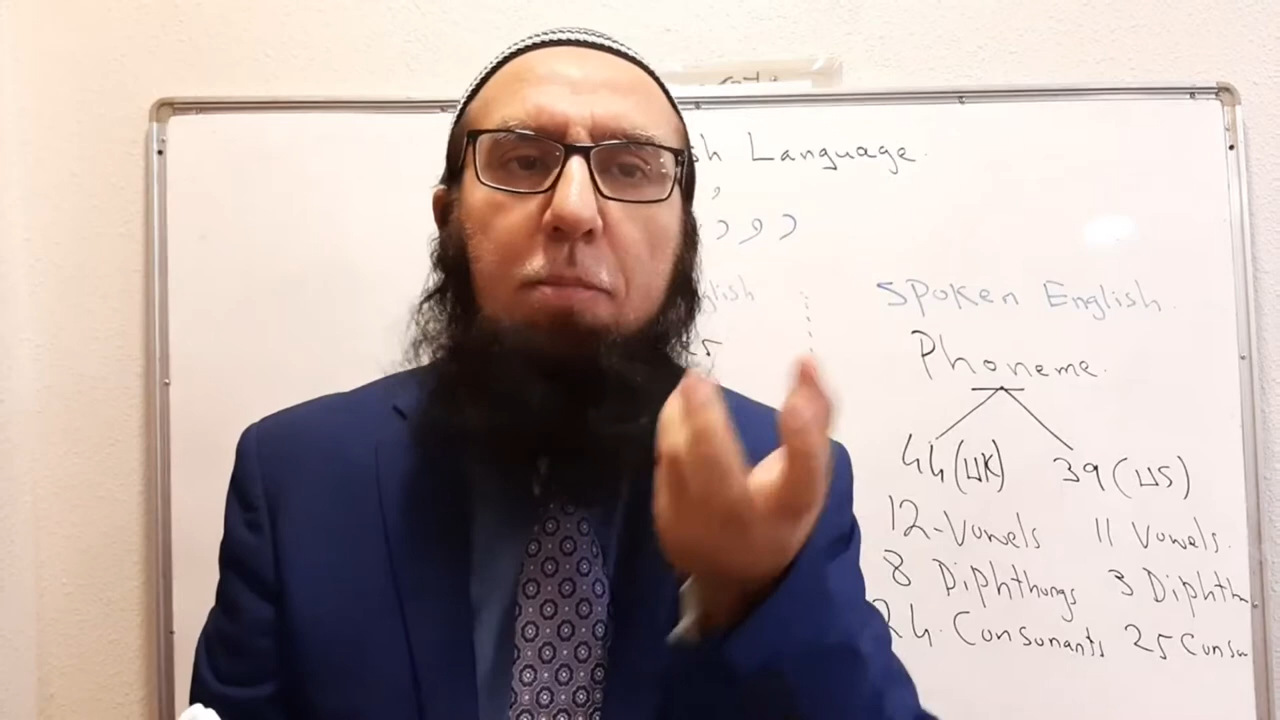 Language
Spoken English
Phoneme
44 (UK) 39 (US)
12-Vowels 11 Vowels.
8 Diphthongs 3 Diphth
24. Consonants 25 Conso